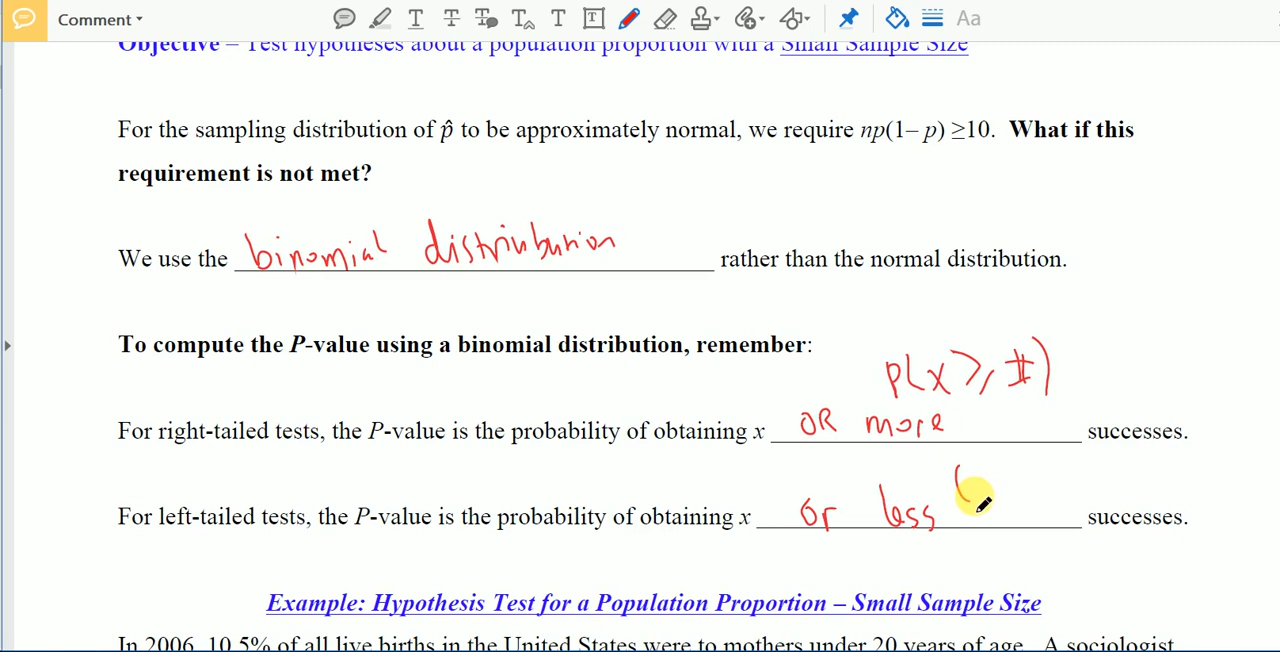 Comment
Objective – Test hypotheses about a population proportion with a Small Sample Size
For the sampling distribution of p̂ to be approximately normal, we require np(1– p) ≥10. What if this
requirement is not met?
We use the binomial distribution rather than the normal distribution.
To compute the P-value using a binomial distribution, remember:
P(x ≥ #)
For right-tailed tests, the P-value is the probability of obtaining x OR more successes.
For left-tailed tests, the P-value is the probability of obtaining x or less ( successes.
Example: Hypothesis Test for a Population Proportion – Small Sample Size
In 2006, 10.5% of all live births in the United States were to mothers under 20 years of age. A sociologist